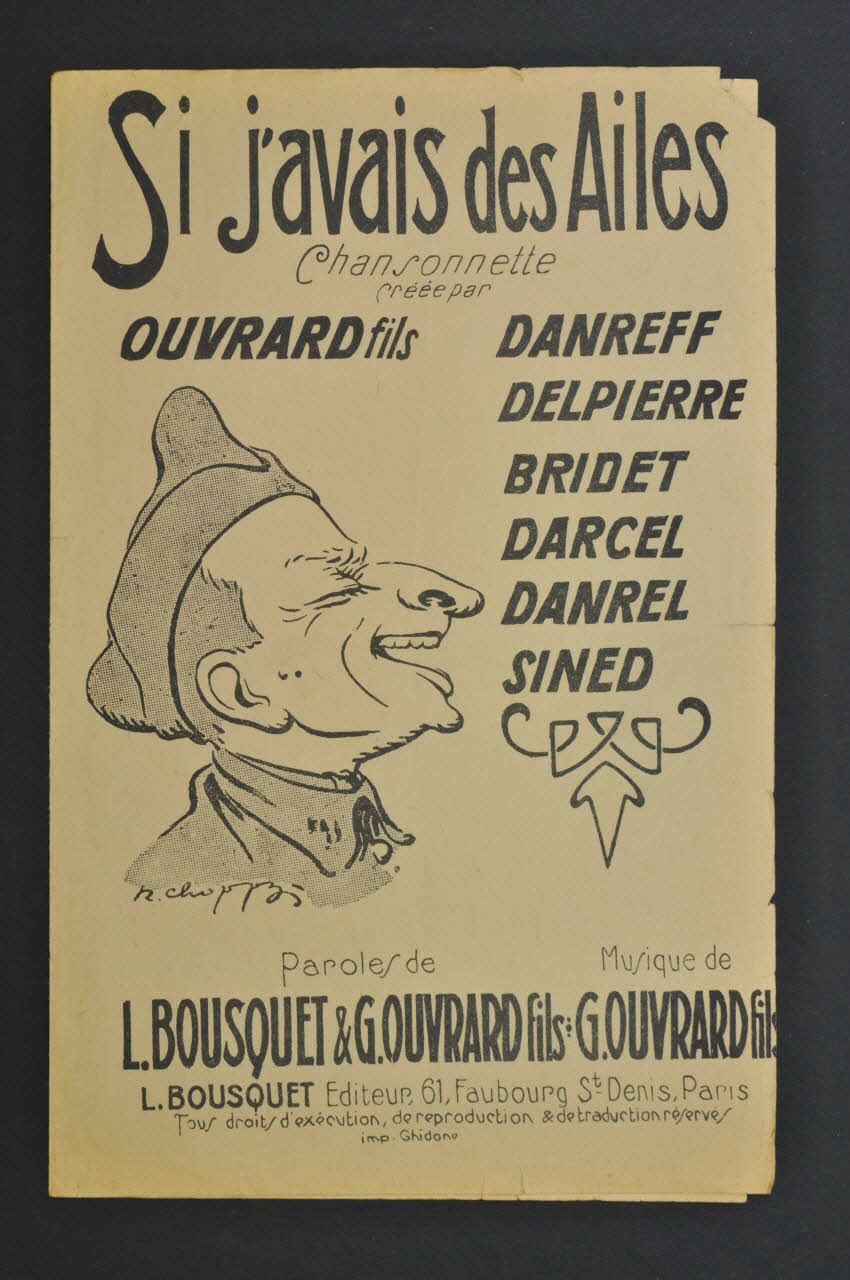 Si j'avais des Ailes
Chansonnette
créée par
OUVRARD fils
DANREFF
DELPIERRE
BRIDET
DARCEL
DANREL
SINED
Paroles de
L. BOUSQUET & G. OUVRARD fils:
Musique de
G. OUVRARD fils
L. BOUSQUET Editeur, 61, Faubourg St Denis, Paris
Tous droits d'exécution, de reproduction & de traduction réservés
imp. Ghidone